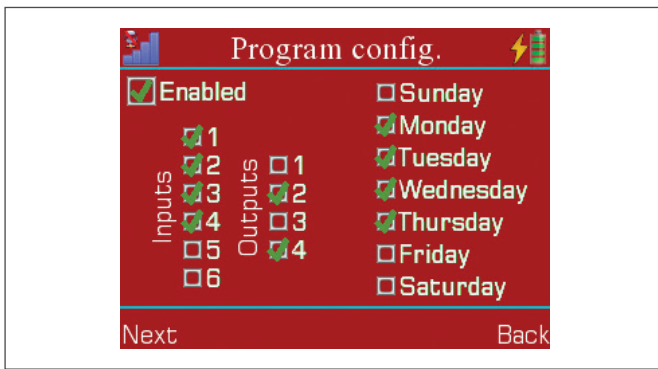 Program config.
Enabled
Inputs
1
2
3
4
5
6
Outputs
1
2
3
4
Sunday
Monday
Tuesday
Wednesday
Thursday
Friday
Saturday
Next
Back